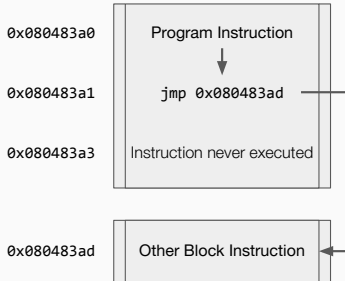 0x080483a0 Program Instruction
0x080483a1 jmp 0x080483ad
0x080483a3 Instruction never executed
0x080483ad Other Block Instruction